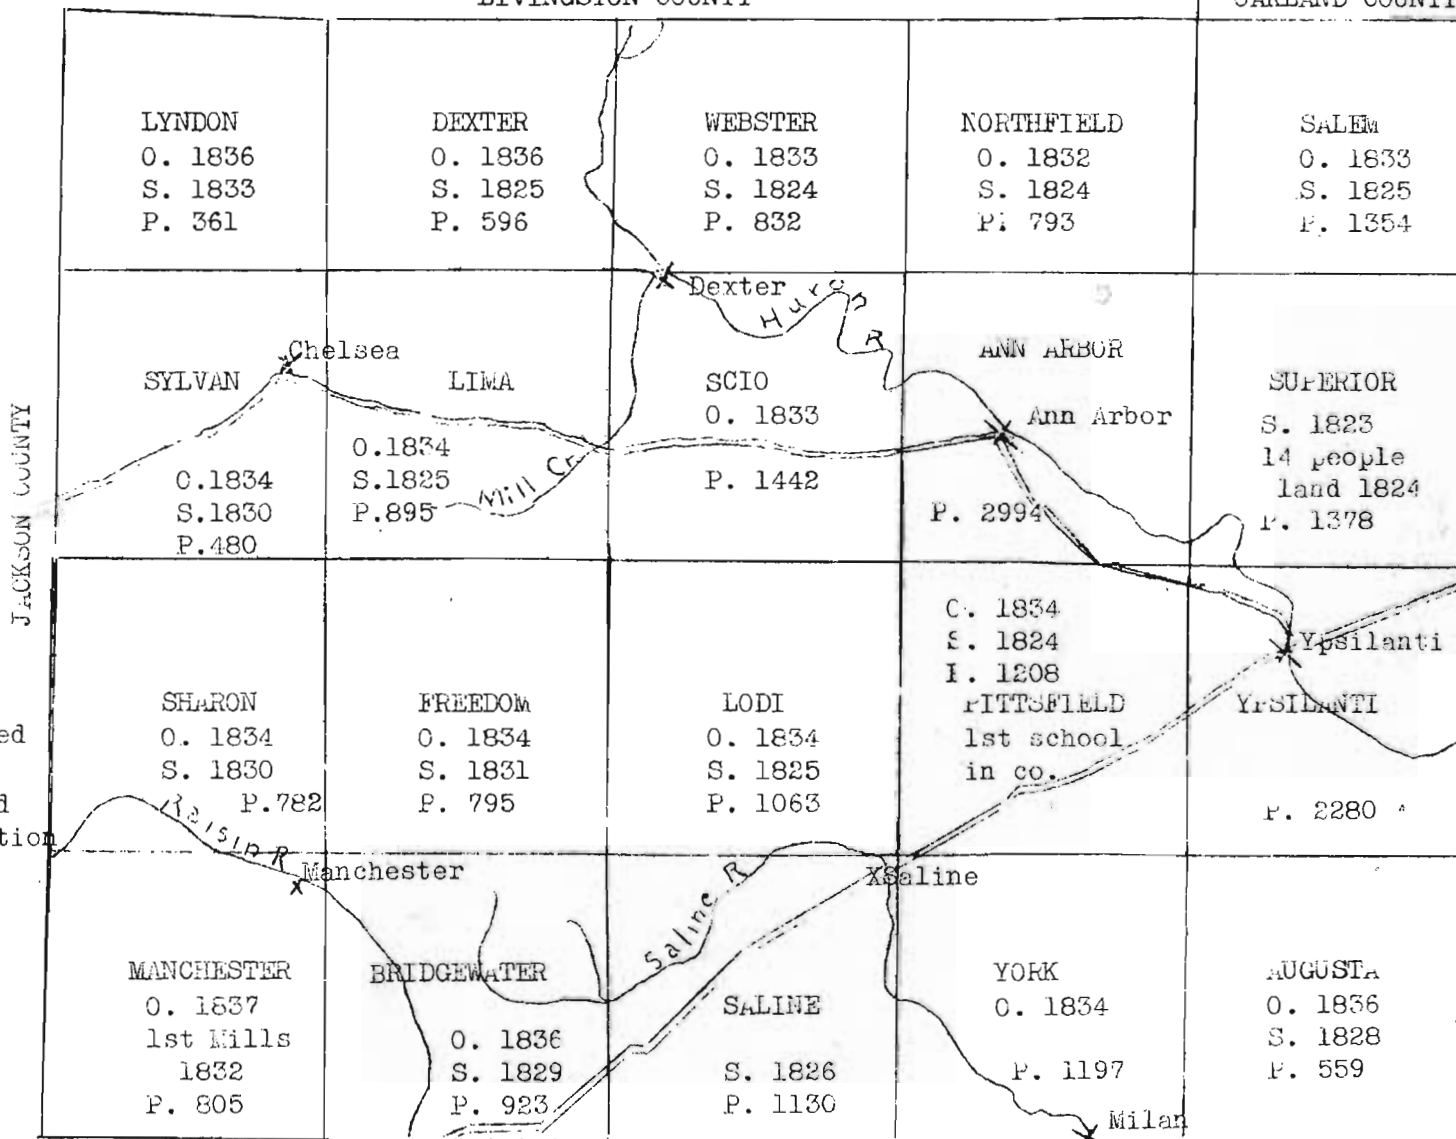 LIVINGSTON COUNTY
OAKLAND COUNTY
JACKSON COUNTY
LYNDON
O. 1836
S. 1833
P. 361
DEXTER
O. 1836
S. 1825
P. 596
WEBSTER
O. 1833
S. 1824
P. 832
NORTHFIELD
O. 1832
S. 1824
P. 793
SALEM
O. 1833
S. 1825
P. 1354
Chelsea
SYLVAN
O.1834
S.1830
P.480
LIMA
O.1834
S.1825
P.895
Mill Cr
Dexter
Huron R
SCIO
O. 1833
P. 1442
ANN ARBOR
Ann Arbor
P. 2994
SUPERIOR
S. 1823
14 people
land 1824
P. 1378
SHARON
O. 1834
S. 1830
P.782
Raisin R
FREEDOM
O. 1834
S. 1831
P. 795
LODI
O. 1834
S. 1825
P. 1063
O. 1834
S. 1824
P. 1208
PITTSFIELD
1st school
in co.
Ypsilanti
YPSILANTI
P. 2280
ed
d
tion
Manchester
MANCHESTER
O. 1837
1st Mills
1832
P. 805
BRIDGEWATER
O. 1836
S. 1829
P. 923
Saline R
XSaline
SALINE
S. 1826
P. 1130
YORK
O. 1834
P. 1197
Milan
AUGUSTA
O. 1836
S. 1828
P. 559